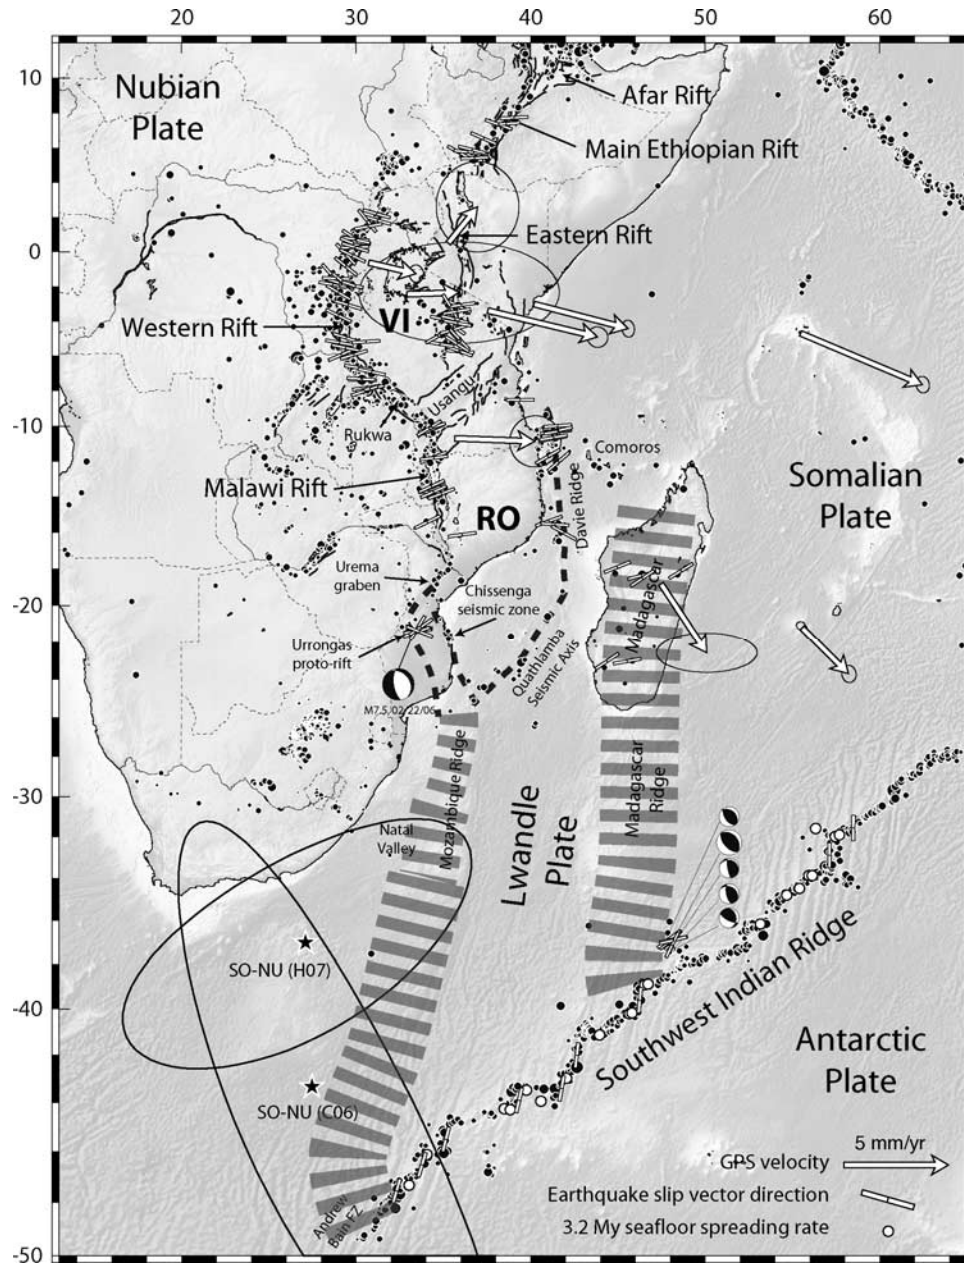 20 30 40 50 60
10
0
-10
-20
-30
-40
-50
Nubian
Plate
Afar Rift
Main Ethiopian Rift
Eastern Rift
Western Rift
VI
Usangu
Rukwa
Comoros
Malawi Rift
RO
Davie Ridge
Somalian
Plate
Urema
graben
Chissenga
seismic zone
Madagascar
Urrongas
proto-rift
Quathlamba
Seismic Axis
M7.5, 02/22/06
Mozambique Ridge
Madagascar
Ridge
Natal
Valley
Lwandle
Plate
SO-NU (H07)
Southwest Indian Ridge
Antarctic
Plate
SO-NU (C06)
Andrew
Bain FZ
5 mm/yr
GPS velocity
Earthquake slip vector direction
3.2 My seafloor spreading rate